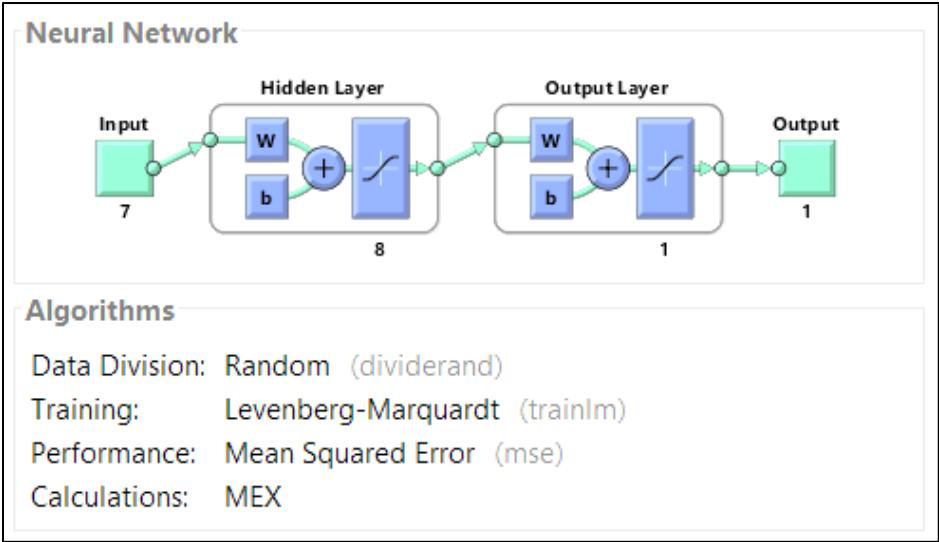 Neural Network
Hidden Layer
Output Layer
Input
Output
W
b
+
W
b
+
7
8
1
1
Algorithms
Data Division: Random (dividerand)
Training: Levenberg-Marquardt (trainlm)
Performance: Mean Squared Error (mse)
Calculations: MEX